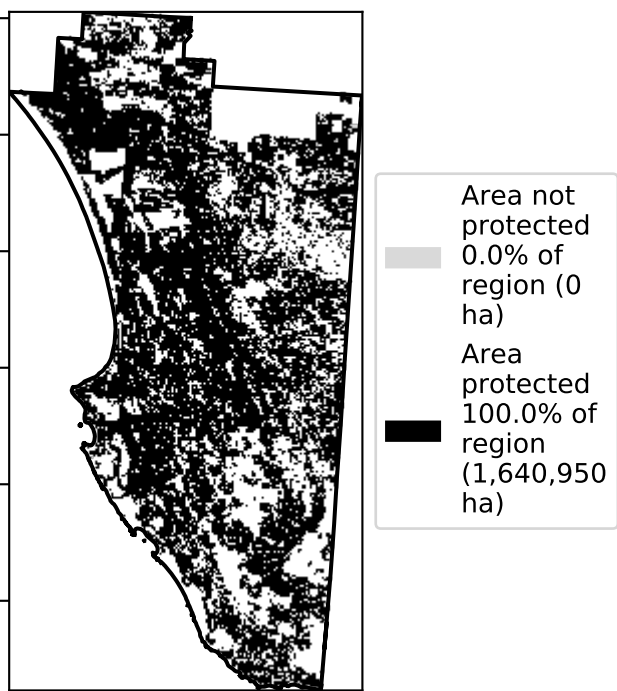 Area not
protected
0.0% of
region (0
ha)
Area
protected
100.0% of
region
(1,640,950
ha)